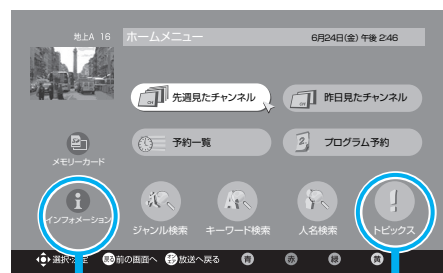 地上A 16 ホームメニュー 6月24日(金) 午後 2:46
先週見たチャンネル 昨日見たチャンネル
予約一覧 プログラム予約
メモリーカード
インフォメーション ジャンル検索 キーワード検索 人名検索 トピックス
選択・決定 戻る 前の画面へ 放送へ戻る 青 赤 緑 黄